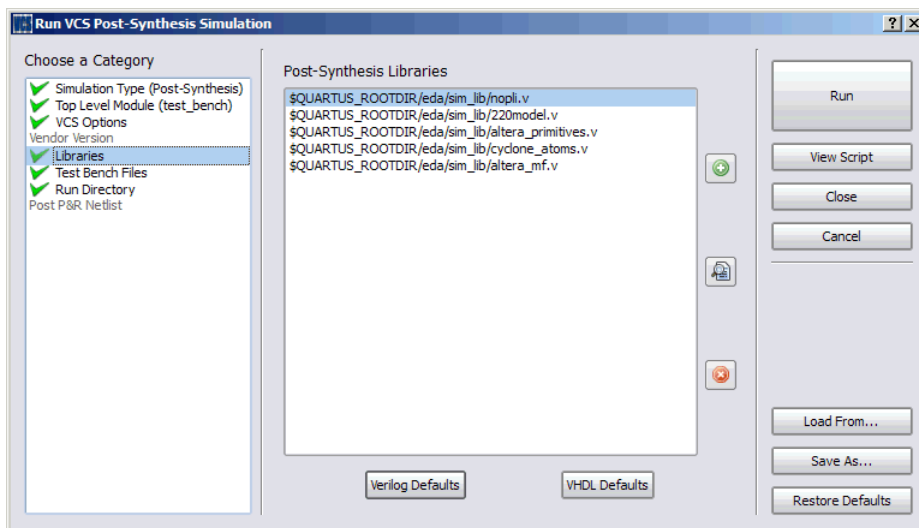 Run VCS Post-Synthesis Simulation
Choose a Category
Simulation Type (Post-Synthesis)
Top Level Module (test_bench)
VCS Options
Vendor Version
Libraries
Test Bench Files
Run Directory
Post P&R Netlist
Post-Synthesis Libraries
$QUARTUS_ROOTDIR/eda/sim_lib/nopli.v
$QUARTUS_ROOTDIR/eda/sim_lib/220model.v
$QUARTUS_ROOTDIR/eda/sim_lib/altera_primitives.v
$QUARTUS_ROOTDIR/eda/sim_lib/cyclone_atoms.v
$QUARTUS_ROOTDIR/eda/sim_lib/altera_mf.v
Verilog Defaults
VHDL Defaults
Run
View Script
Close
Cancel
Load From...
Save As...
Restore Defaults